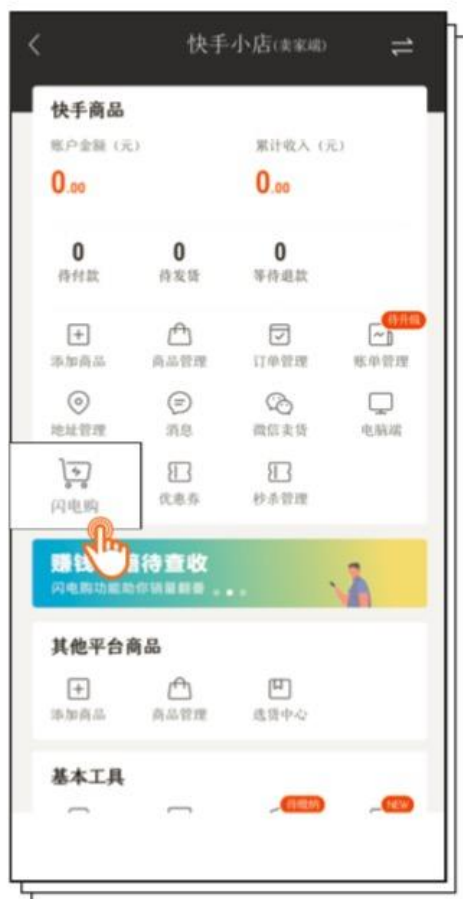 快手小店(卖家端)
快手商品
账户金额（元） 累计收入（元）
0.00 0.00
0 0 0
待付款 待发货 等待退款
待升级
添加商品 商品管理 订单管理 账单管理
地址管理 消息 微信卖货 电脑端
闪电购 优惠券 秒杀管理
赚钱 值待查收
闪电购功能助你销量翻番
其他平台商品
添加商品 商品管理 选货中心
基本工具
待缴纳 NEW